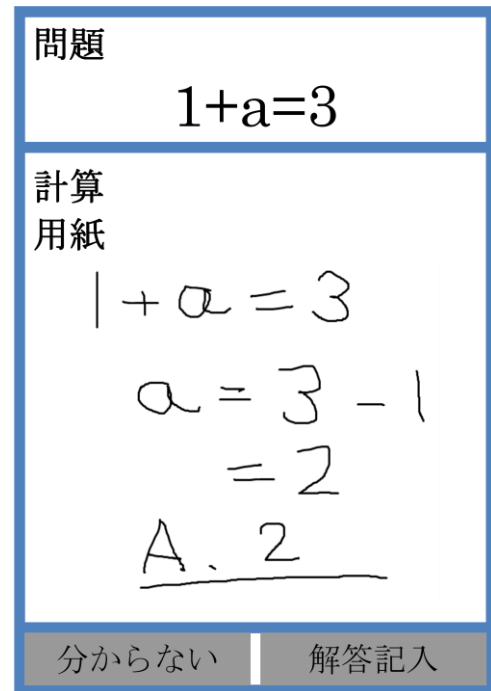 問題
1+a=3
計算
用紙
1+a=3
a=3-1
=2
A. 2
分からない
解答記入